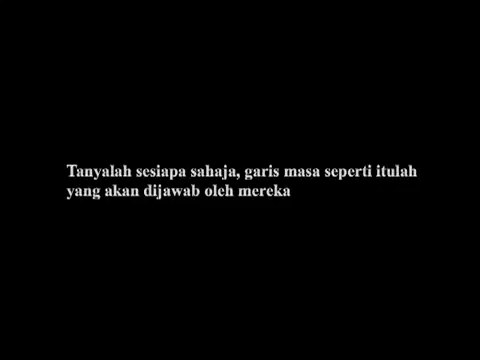 Tanyalah sesiapa sahaja, garis masa seperti itulah
yang akan dijawab oleh mereka